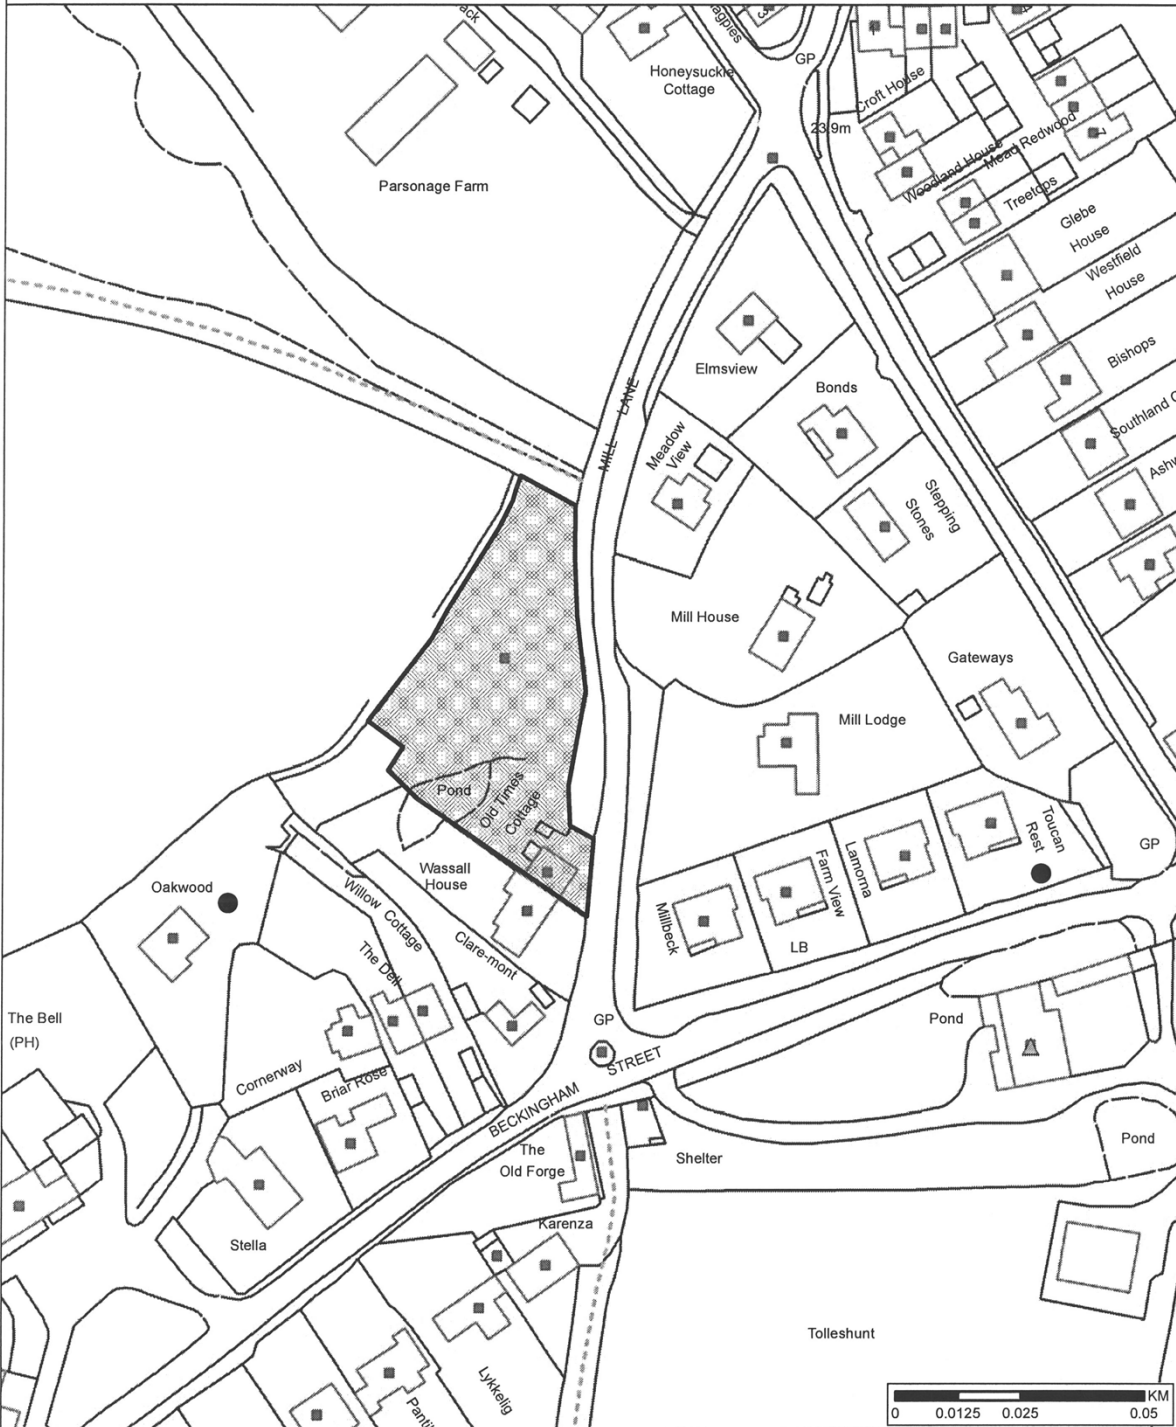 GP
Honeysuckle
Cottage
Croft House
23.9m
Woodland House
Mead Redwood
Treetops
Parsonage Farm
Glebe
House
Westfield
House
Elmsview
Bonds
Bishops
MILL LANE
Meadow
View
Stepping
Stones
Mill House
Gateways
Mill Lodge
Pond
Old Times
Cottage
Toucan
Rest
GP
Wassall
House
Lamorna
Farm View
Oakwood
Willow Cottage
Millbeck
Clare-mont
LB
The Dell
The Bell
(PH)
GP
Pond
BECKINGHAM STREET
Cornerway
Briar Rose
The
Old Forge
Shelter
Pond
Karenza
Stella
Tolleshunt
Lykkelig
KM
0 0.0125 0.025 0.05